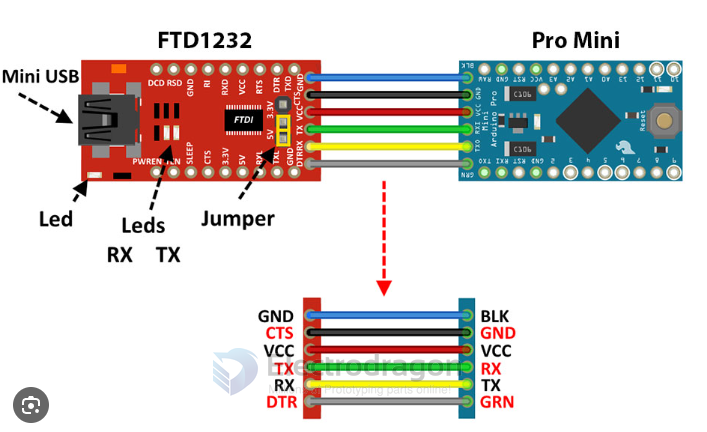 FTD1232
Pro Mini
Mini USB
DCD RSD GND RI RXD VCC RTS DTR TXD
GND
CTS
VCC
TX
RX
DTR
3.3V
5V
FTDI
PWREN TEN SLEEP CTS 3.3V 5V RXL TXL GND
BLK
GND
VCC
RXI
TXO
GRN
RAW GND RST VCC A3 A2 A1 A0 13 12 11 10
Mini
Arduino Pro
Reset
TXO RXI RST GND 2 3 4 5 6 7 8 9
Led
Leds
RX TX
Jumper
GND BLK
CTS GND
VCC VCC
TX RX
RX TX
DTR GRN
Electrodragon
Prototyping parts online!